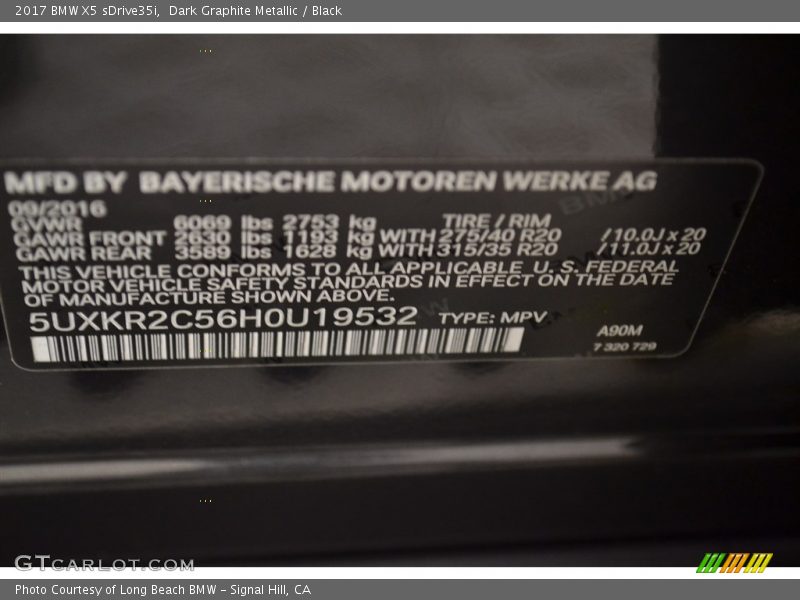 2017 BMW X5 sDrive35i, Dark Graphite Metallic / Black
MFD BY BAYERISCHE MOTOREN WERKE AG
09/2016
GVWR 6069 lbs 2753 kg TIRE / RIM
GAWR FRONT 2630 lbs 1193 kg WITH 275/40 R20 /10.0J x 20
GAWR REAR 3589 lbs 1628 kg WITH 315/35 R20 /11.0J x 20
THIS VEHICLE CONFORMS TO ALL APPLICABLE U. S. FEDERAL
MOTOR VEHICLE SAFETY STANDARDS IN EFFECT ON THE DATE
OF MANUFACTURE SHOWN ABOVE.
5UXKR2C56H0U19532 TYPE: MPV
A90M
7 320 729
GTCARLOT.COM
Photo Courtesy of Long Beach BMW - Signal Hill, CA